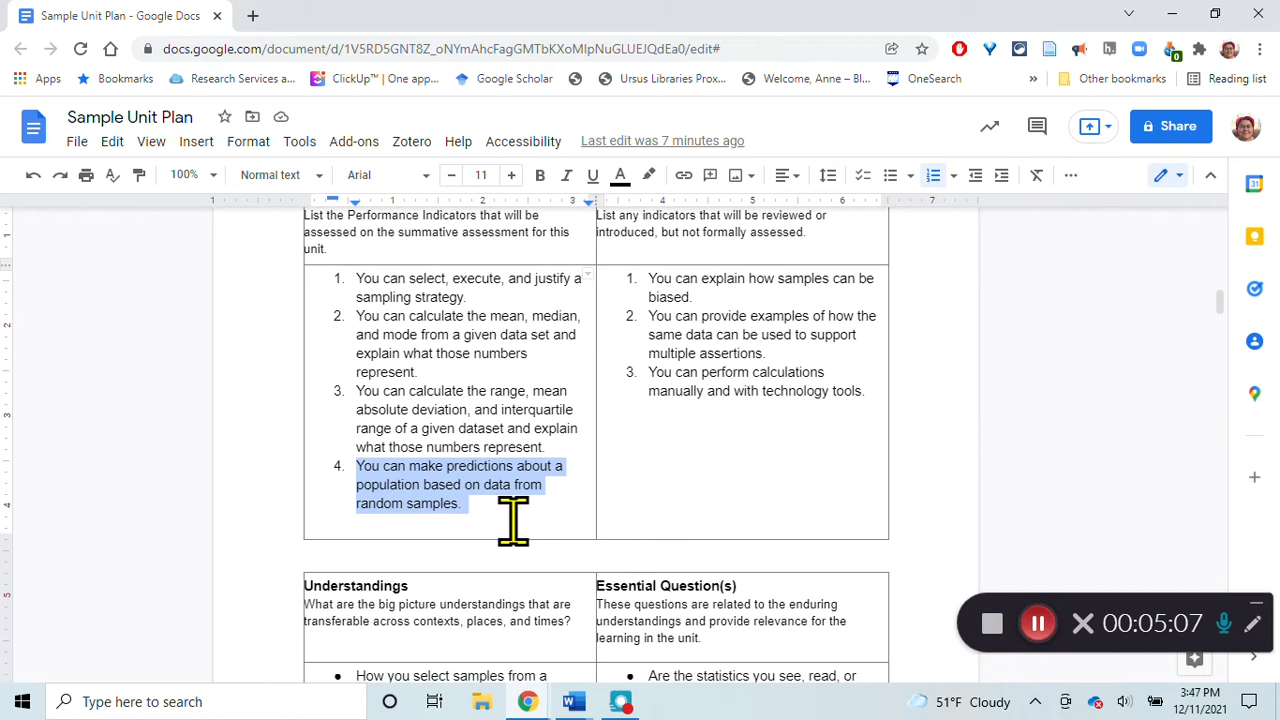 Sample Unit Plan - Google Docs
docs.google.com/document/d/1V5RD5GNT8Z_oNYmAhcFagGMTbKXoMIpNuGLUEJQdEa0/edit#
Apps
Bookmarks
Research Services a...
ClickUp™ | One app...
Google Scholar
Ursus Libraries Prox...
Welcome, Anne – Bl...
OneSearch
Other bookmarks
Reading list
Sample Unit Plan
File Edit View Insert Format Tools Add-ons Zotero Help Accessibility
Last edit was 7 minutes ago
Share
100%
Normal text
Arial
11
1 1 2 3 4 5 6 7
List the Performance Indicators that will be
assessed on the summative assessment for this
unit.
List any indicators that will be reviewed or
introduced, but not formally assessed.
1. You can select, execute, and justify a
sampling strategy.
2. You can calculate the mean, median,
and mode from a given data set and
explain what those numbers
represent.
3. You can calculate the range, mean
absolute deviation, and interquartile
range of a given dataset and explain
what those numbers represent.
4. You can make predictions about a
population based on data from
random samples.
1. You can explain how samples can be
biased.
2. You can provide examples of how the
same data can be used to support
multiple assertions.
3. You can perform calculations
manually and with technology tools.
Understandings
What are the big picture understandings that are
transferable across contexts, places, and times?
Essential Question(s)
These questions are related to the enduring
understandings and provide relevance for the
learning in the unit.
● How you select samples from a
● Are the statistics you see, read, or
00:05:07
Type here to search
51°F Cloudy
3:47 PM
12/11/2021